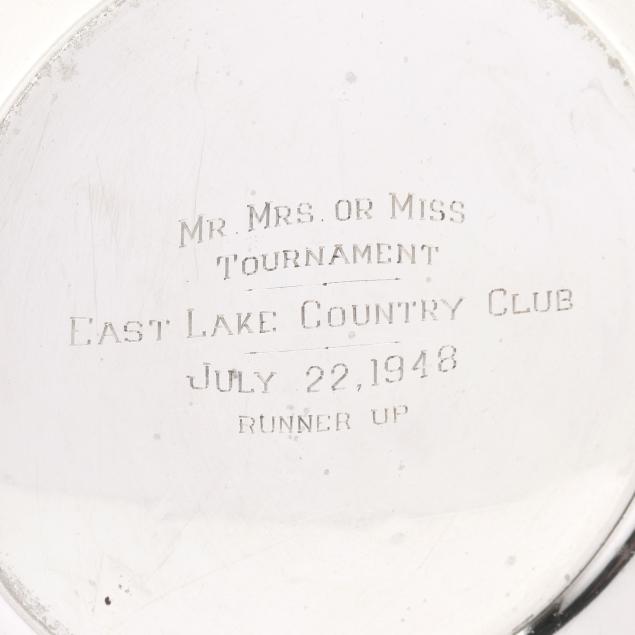 MR. MRS. OR MISS
TOURNAMENT
EAST LAKE COUNTRY CLUB
JULY 22, 1948
RUNNER UP